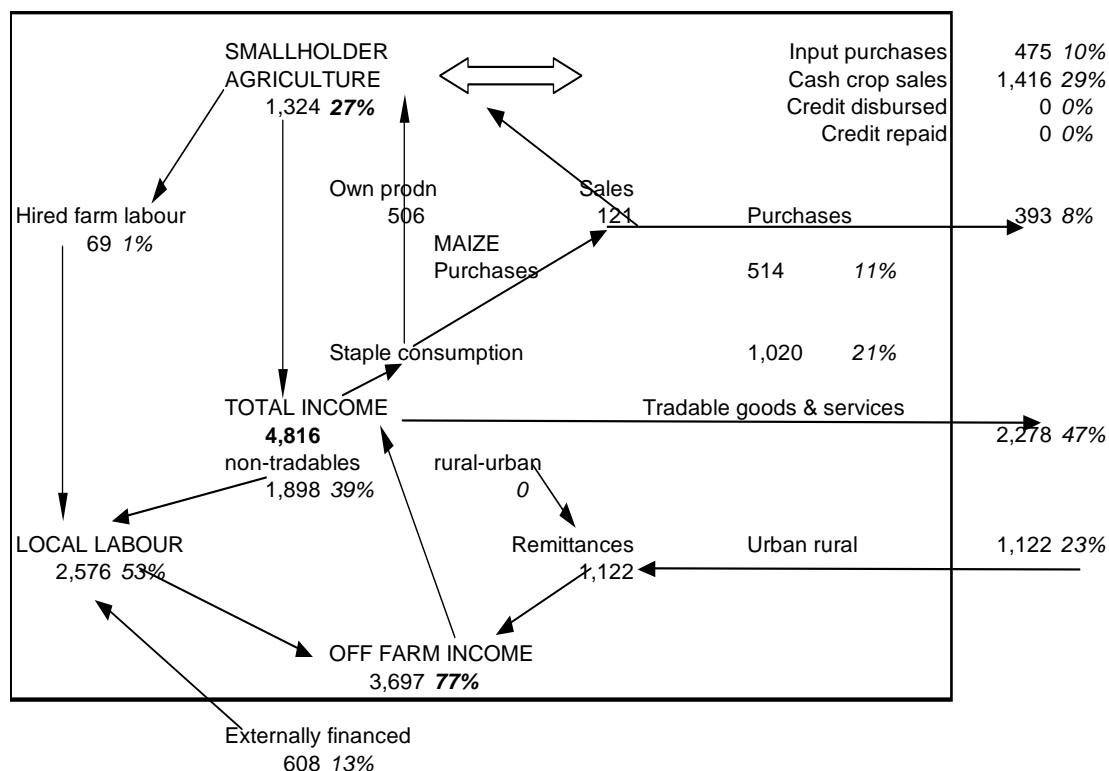 SMALLHOLDER Input purchases 475 10%
AGRICULTURE Cash crop sales 1,416 29%
1,324 27% Credit disbursed 0 0%
Credit repaid 0 0%
Own prodn Sales
Hired farm labour 506 121 Purchases 393 8%
69 1% MAIZE
Purchases 514 11%
Staple consumption 1,020 21%
TOTAL INCOME Tradable goods & services
4,816 2,278 47%
non-tradables rural-urban
1,898 39% 0
LOCAL LABOUR Remittances Urban rural 1,122 23%
2,576 53% 1,122
OFF FARM INCOME
3,697 77%
Externally financed
608 13%